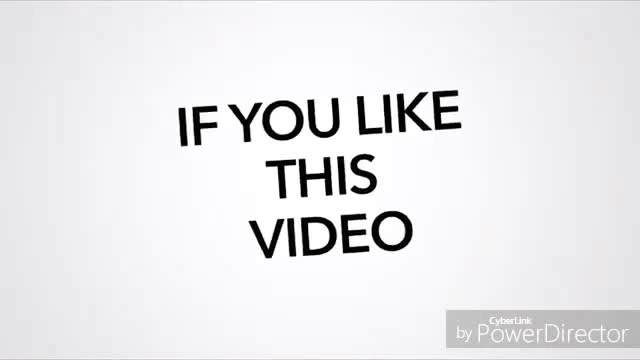 IF YOU LIKE
THIS
VIDEO
CyberLink
by PowerDirector